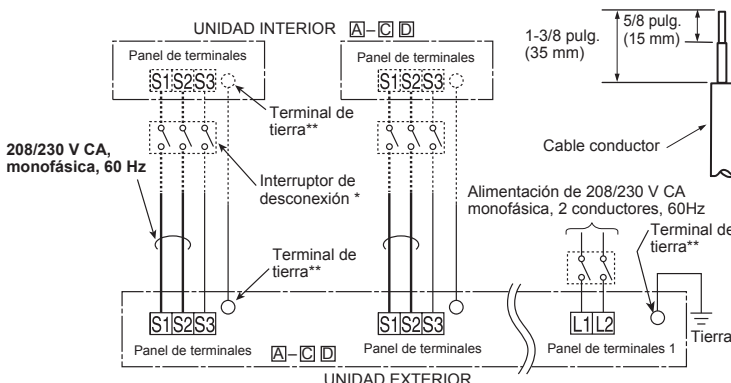 UNIDAD INTERIOR A–C D
Panel de terminales
S1 S2 S3
Terminal de
tierra**
208/230 V CA,
monofásica, 60 Hz
Interruptor de
desconexión *
Terminal de
tierra**
S1 S2 S3
Panel de terminales
A–C D
Panel de terminales
S1 S2 S3
S1 S2 S3
Panel de terminales
UNIDAD EXTERIOR
1-3/8 pulg.
(35 mm)
5/8 pulg.
(15 mm)
Cable conductor
Alimentación de 208/230 V CA
monofásica, 2 conductores, 60Hz
Terminal de
tierra**
L1 L2
Panel de terminales 1
Tierra